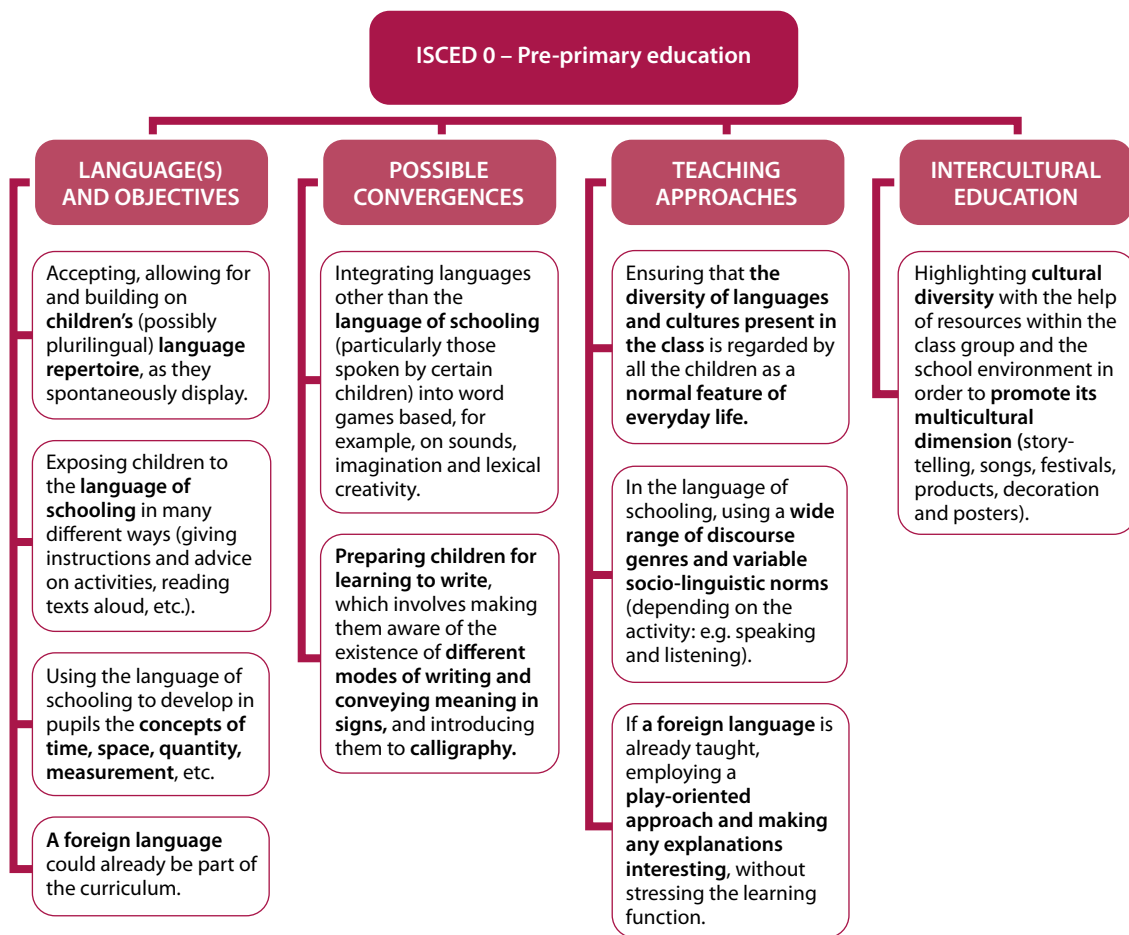 ISCED 0 – Pre-primary education
LANGUAGE(S)
AND OBJECTIVES
Accepting, allowing for
and building on
children's (possibly
plurilingual) language
repertoire, as they
spontaneously display.
Exposing children to
the language of
schooling in many
different ways (giving
instructions and advice
on activities, reading
texts aloud, etc.).
Using the language of
schooling to develop in
pupils the concepts of
time, space, quantity,
measurement, etc.
A foreign language
could already be part of
the curriculum.
POSSIBLE
CONVERGENCES
Integrating languages
other than the
language of schooling
(particularly those
spoken by certain
children) into word
games based, for
example, on sounds,
imagination and lexical
creativity.
Preparing children for
learning to write,
which involves making
them aware of the
existence of different
modes of writing and
conveying meaning in
signs, and introducing
them to calligraphy.
TEACHING
APPROACHES
Ensuring that the
diversity of languages
and cultures present in
the class is regarded by
all the children as a
normal feature of
everyday life.
In the language of
schooling, using a wide
range of discourse
genres and variable
socio-linguistic norms
(depending on the
activity: e.g. speaking
and listening).
If a foreign language is
already taught,
employing a
play-oriented
approach and making
any explanations
interesting, without
stressing the learning
function.
INTERCULTURAL
EDUCATION
Highlighting cultural
diversity with the help
of resources within the
class group and the
school environment in
order to promote its
multicultural
dimension (story-
telling, songs, festivals,
products, decoration
and posters).